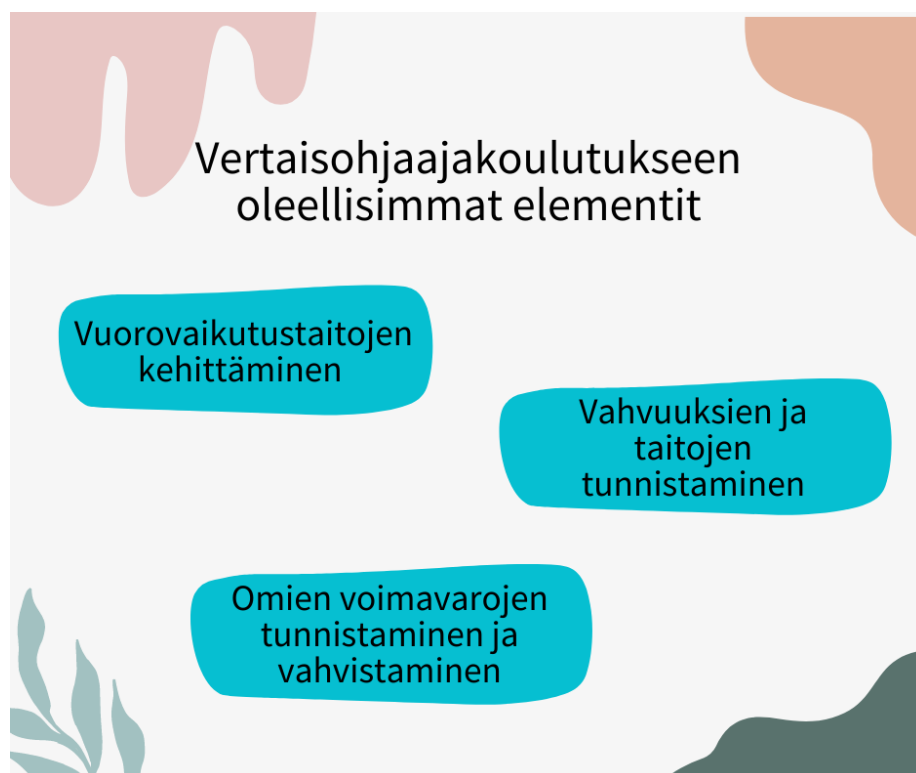 Vertaisohjaajakoulutukseen
oleellisimmat elementit
Vuorovaikutustaitojen
kehittäminen
Vahvuuksien ja
taitojen
tunnistaminen
Omien voimavarojen
tunnistaminen ja
vahvistaminen